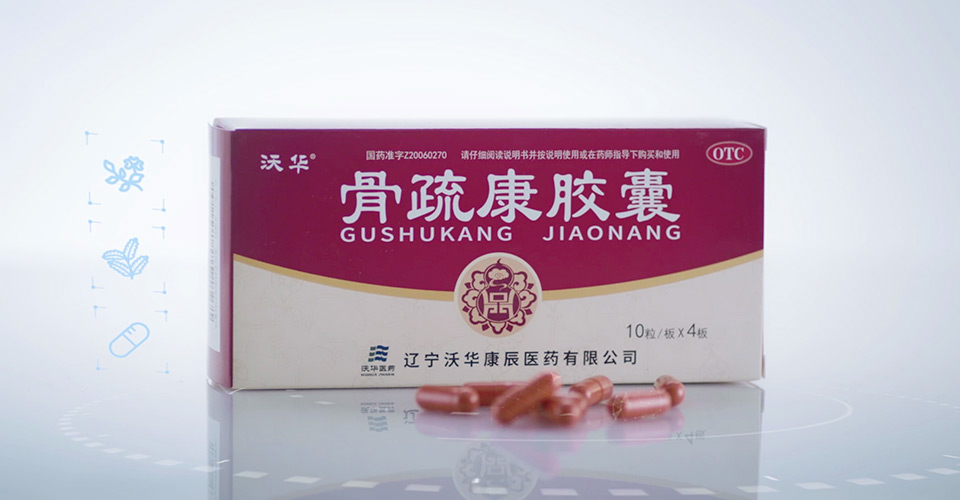 沃华®
国药准字Z20060270 请仔细阅读说明书并按说明使用或在药师指导下购买和使用
OTC
骨疏康胶囊
GUSHUKANG JIAONANG
10粒/板 X 4板
沃华医药
辽宁沃华康辰医药有限公司